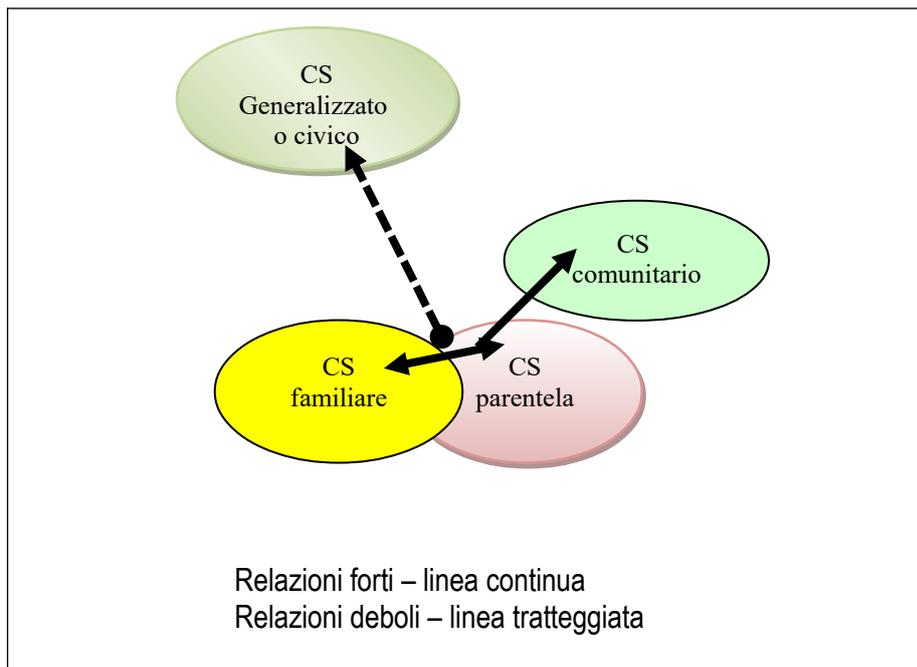 CS
Generalizzato
o civico
CS
comunitario
CS
familiare
CS
parentela
Relazioni forti – linea continua
Relazioni deboli – linea tratteggiata